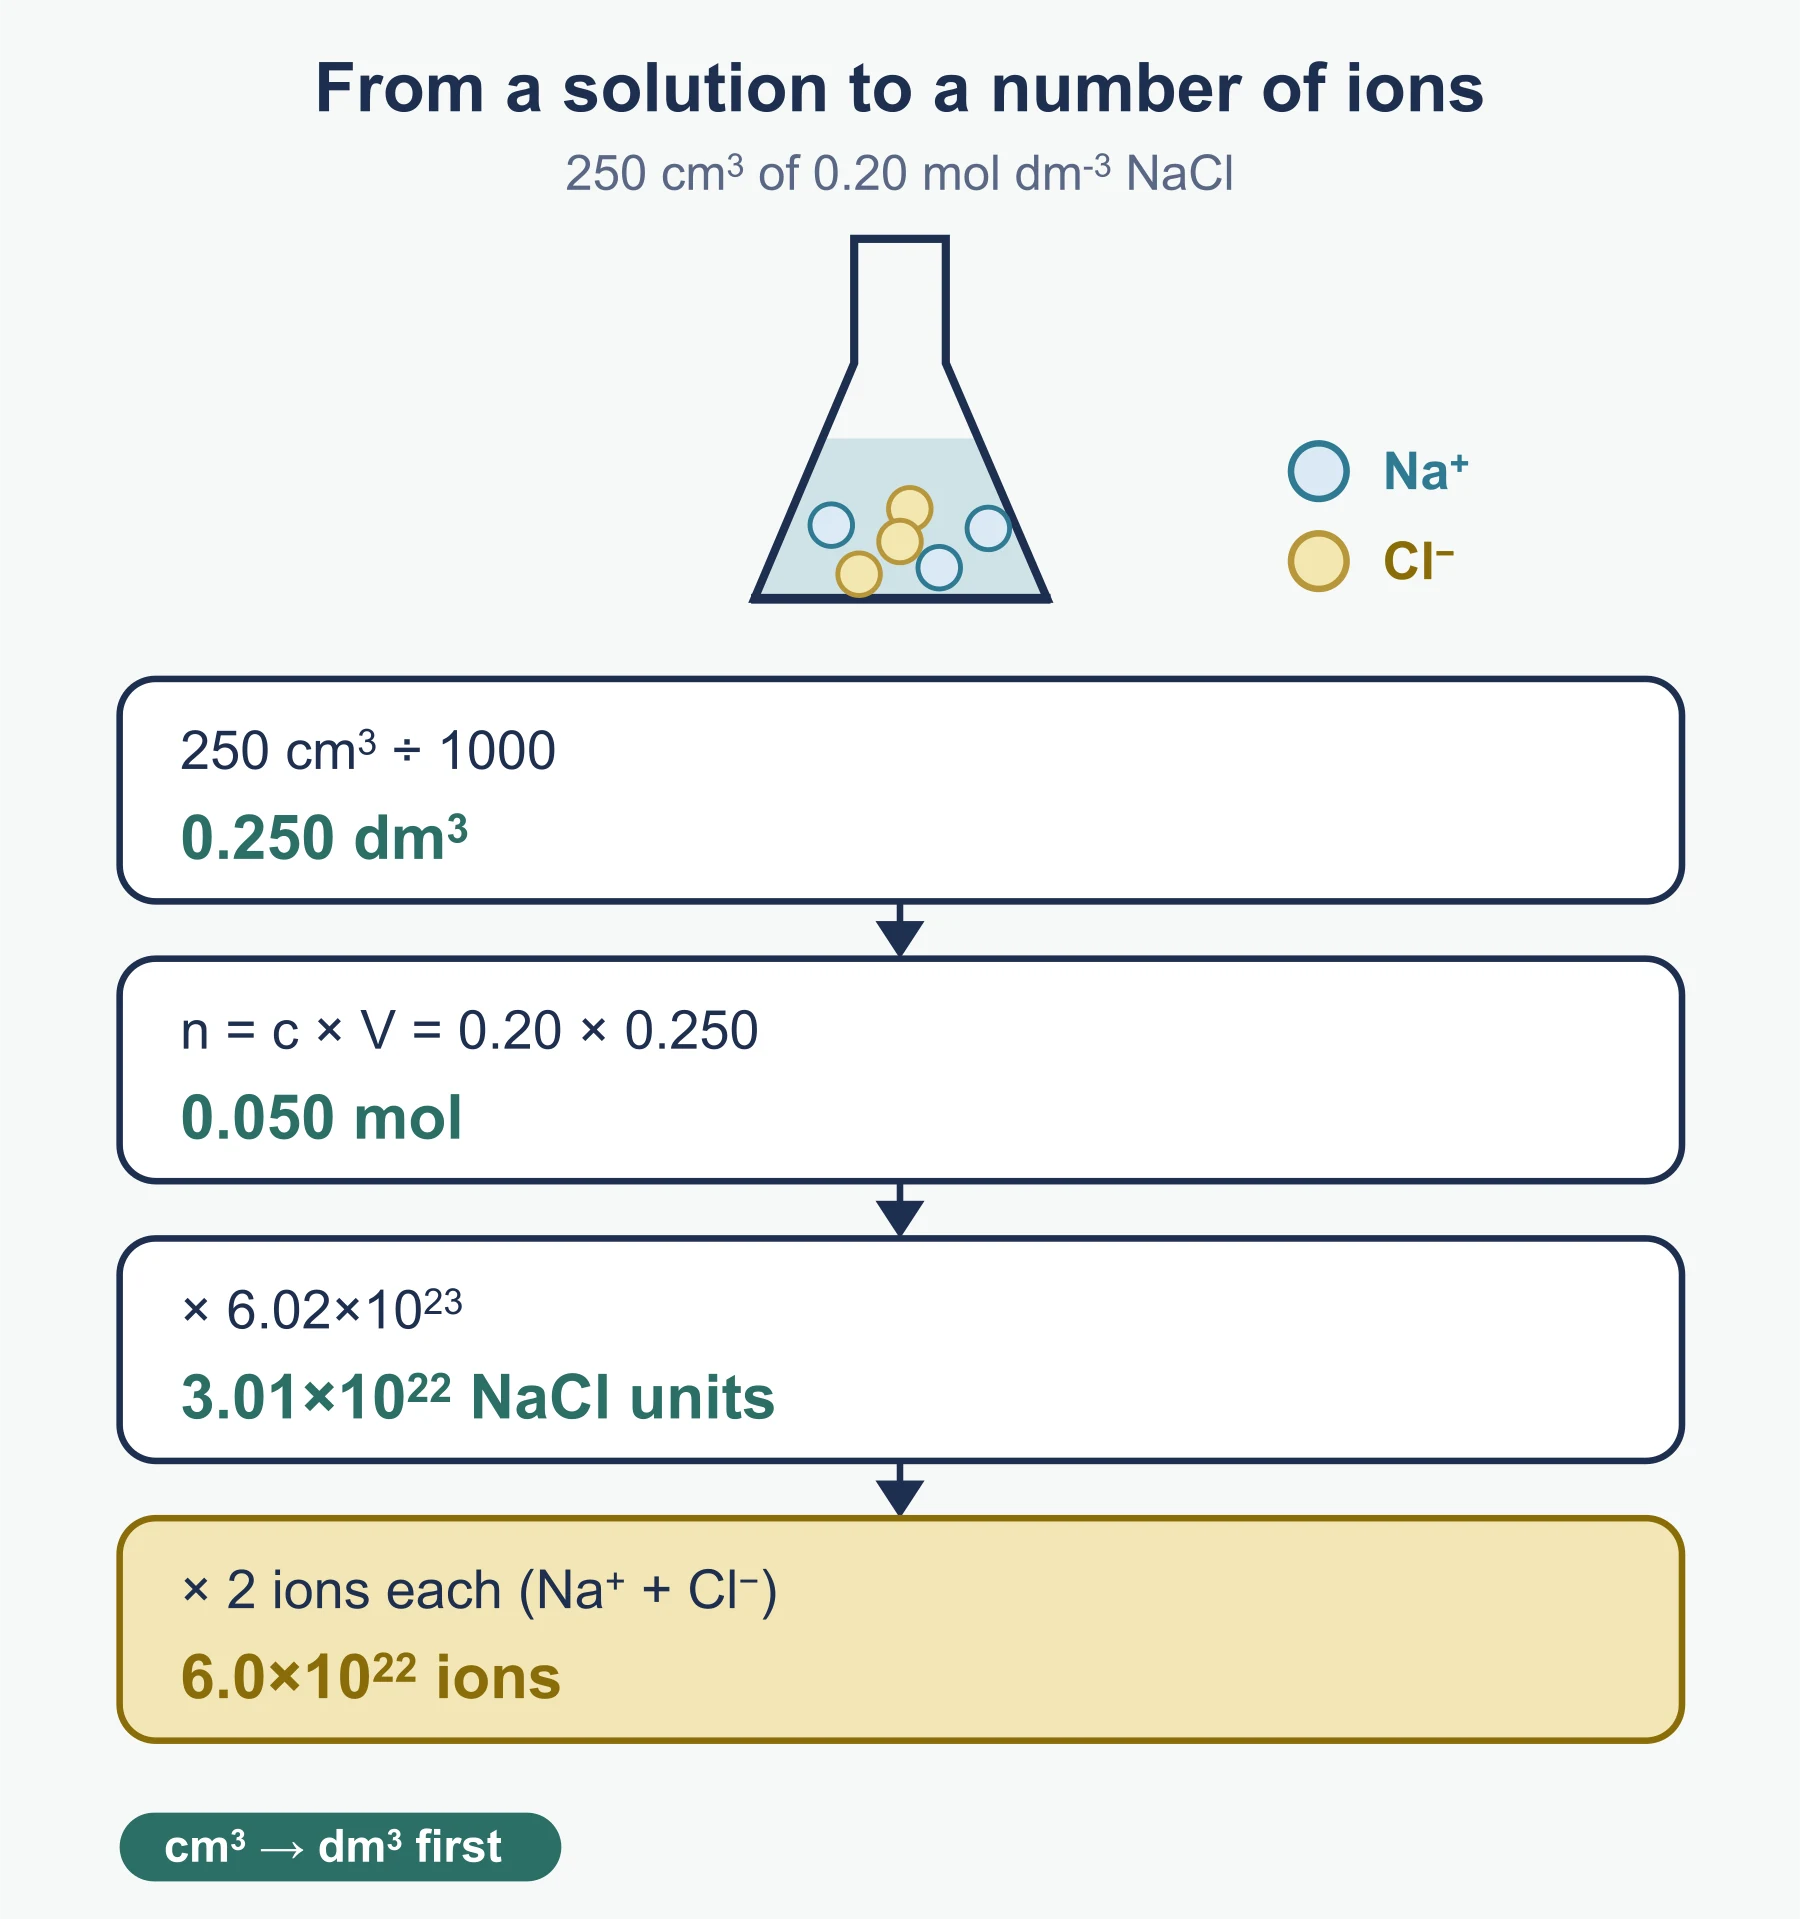 From a solution to a number of ions
250 cm³ of 0.20 mol dm⁻³ NaCl
Na⁺
Cl⁻
250 cm³ ÷ 1000
0.250 dm³
n = c × V = 0.20 × 0.250
0.050 mol
× 6.02×10²³
3.01×10²² NaCl units
× 2 ions each (Na⁺ + Cl⁻)
6.0×10²² ions
cm³ → dm³ first